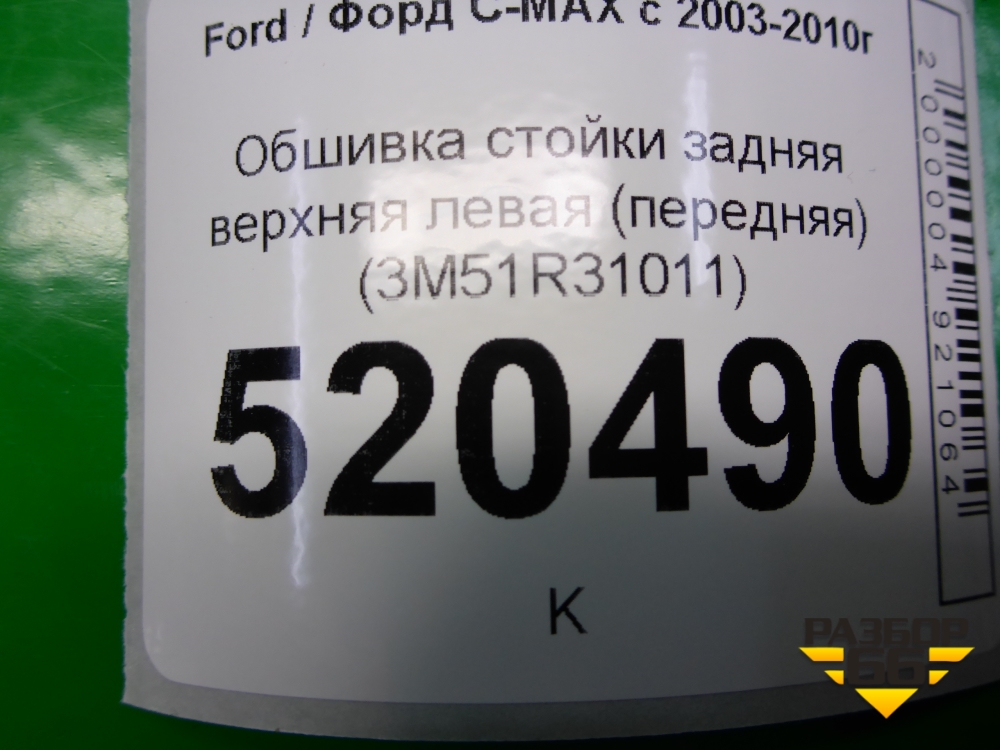 Ford / Форд C-MAX с 2003-2010г
Обшивка стойки задняя
верхняя левая (передняя)
(3M51R31011)
520490
К
2000004921064
РАЗБОР
66